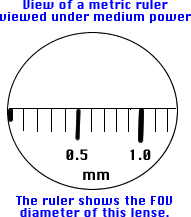 View of a metric ruler
viewed under medium power
0.5 1.0
mm
The ruler shows the FOV
diameter of this lense.